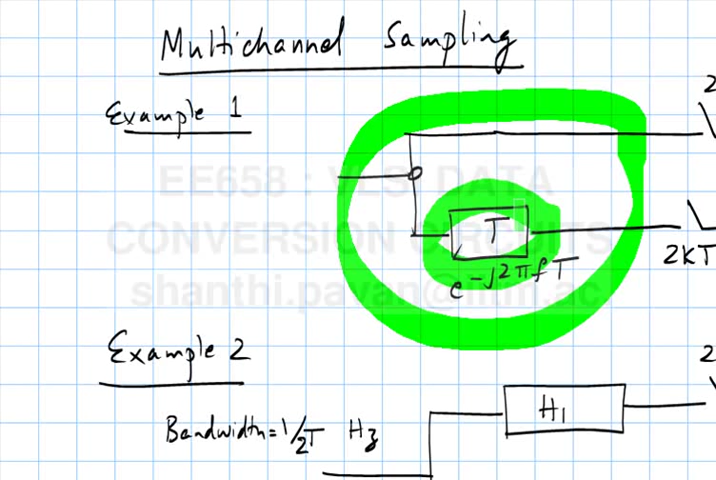 Multichannel Sampling
Example 1
EE658 : VLSI DATA
CONVERSION CIRCUITS
T
2KT
e^-j2πfT
Example 2
H1
Bandwidth = 1/2T Hz